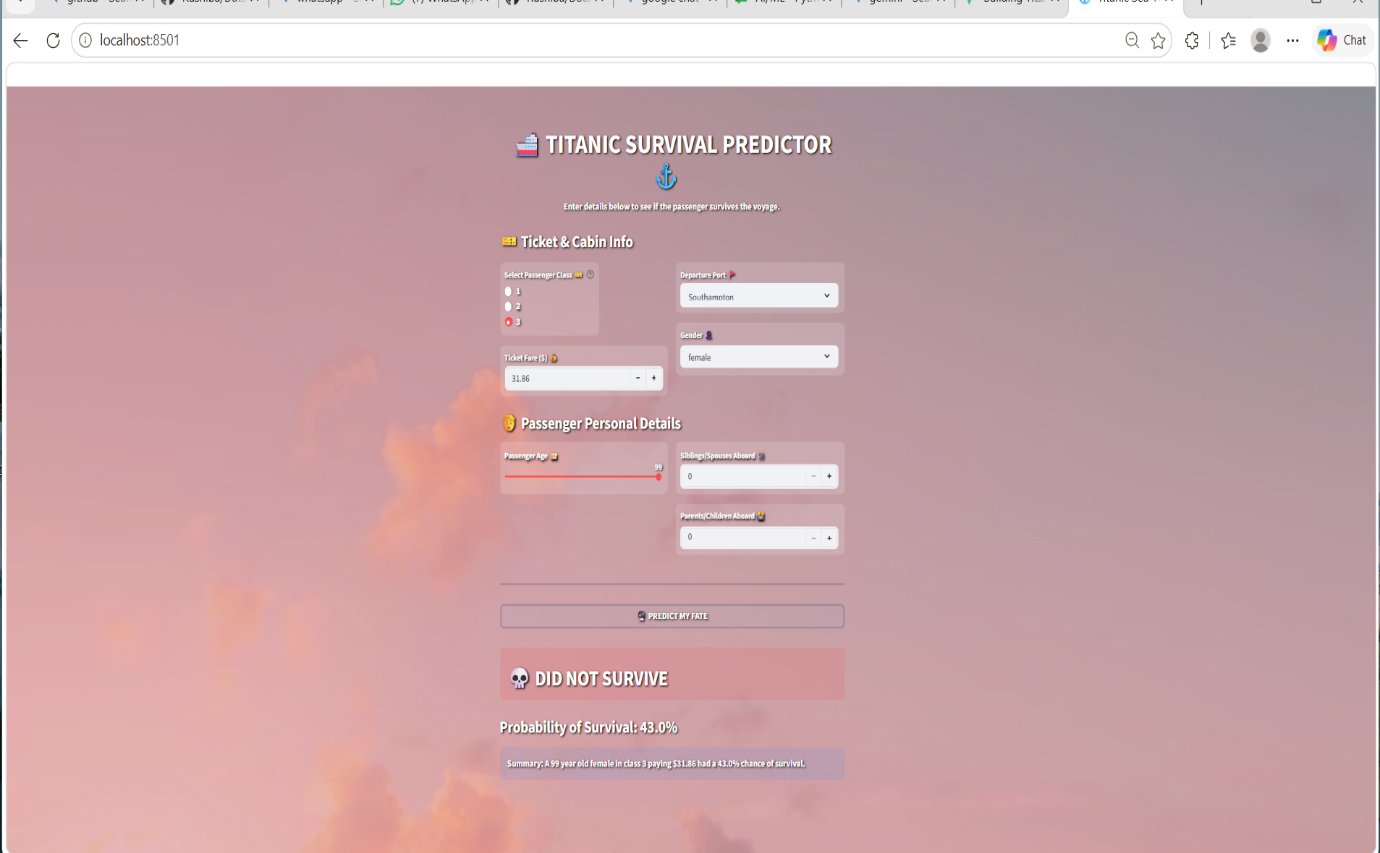 localhost:8501
Chat
TITANIC SURVIVAL PREDICTOR
Enter details below to see if the passenger survives the voyage.
Ticket & Cabin Info
Select Passenger Class
1
2
3
Departure Port
Southampton
Gender
female
Ticket Fare ($)
31.86
Passenger Personal Details
Passenger Age
99
Siblings/Spouses Aboard
0
Parents/Children Aboard
0
PREDICT MY FATE
DID NOT SURVIVE
Probability of Survival: 43.0%
Summary: A 99 year old female in class 3 paying $31.86 had a 43.0% chance of survival.